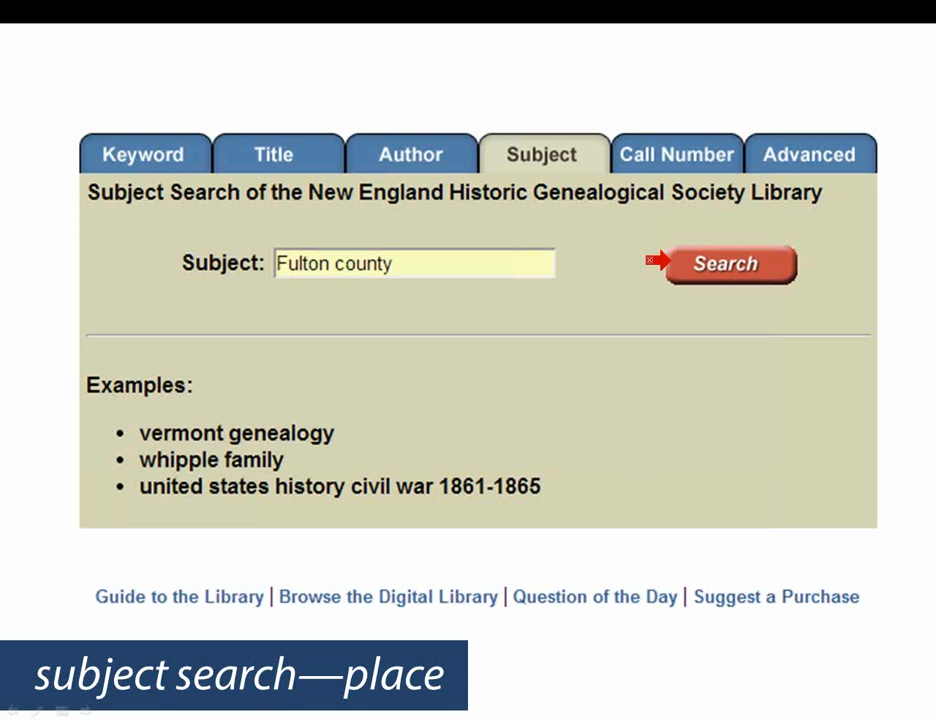 Keyword Title Author Subject Call Number Advanced
Subject Search of the New England Historic Genealogical Society Library
Subject: Fulton county Search
Examples:
• vermont genealogy
• whipple family
• united states history civil war 1861-1865
Guide to the Library | Browse the Digital Library | Question of the Day | Suggest a Purchase
subject search—place